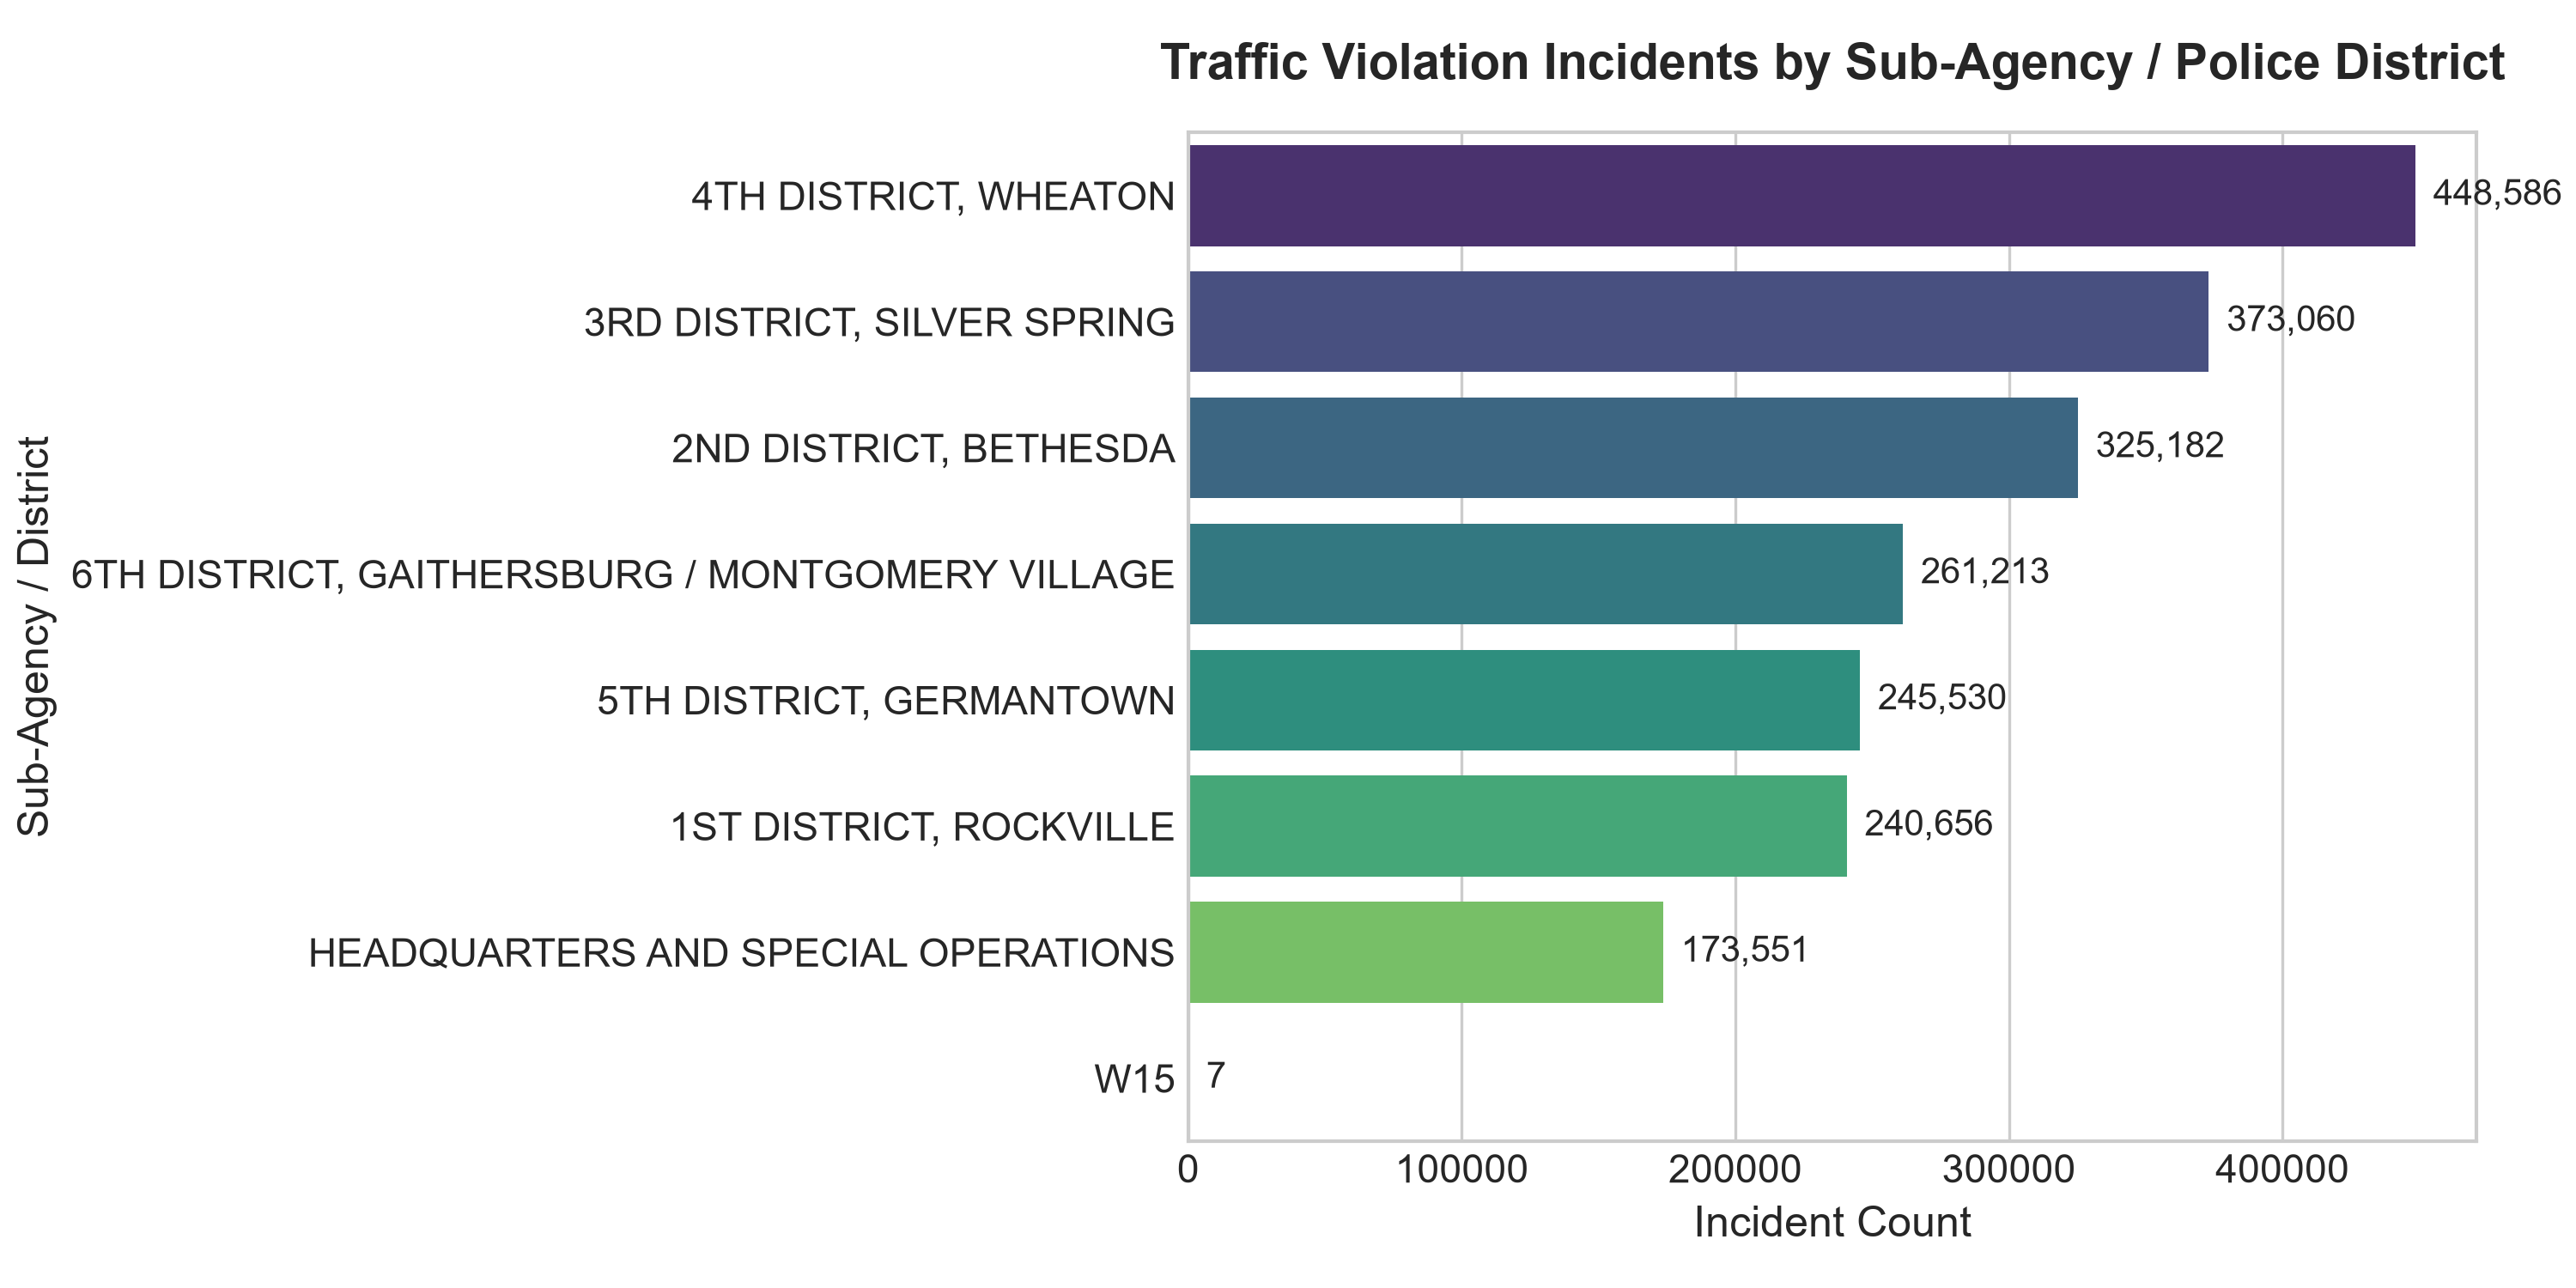 Traffic Violation Incidents by Sub-Agency / Police District
Sub-Agency / District
4TH DISTRICT, WHEATON 448,586
3RD DISTRICT, SILVER SPRING 373,060
2ND DISTRICT, BETHESDA 325,182
6TH DISTRICT, GAITHERSBURG / MONTGOMERY VILLAGE 261,213
5TH DISTRICT, GERMANTOWN 245,530
1ST DISTRICT, ROCKVILLE 240,656
HEADQUARTERS AND SPECIAL OPERATIONS 173,551
W15 7
0 100000 200000 300000 400000
Incident Count